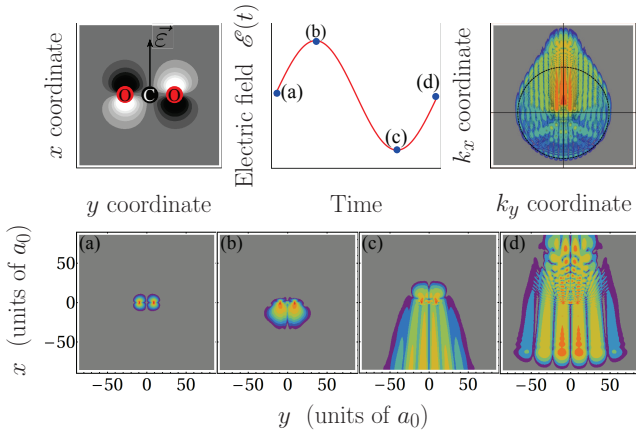 x coordinate
ε⃗
O C O
y coordinate
Electric field ℰ(t)
(a)
(b)
(c)
(d)
Time
k_x coordinate
k_y coordinate
x (units of a_0)
(a) (b) (c) (d)
50
0
−50
−50 0 50 −50 0 50 −50 0 50 −50 0 50
y (units of a_0)